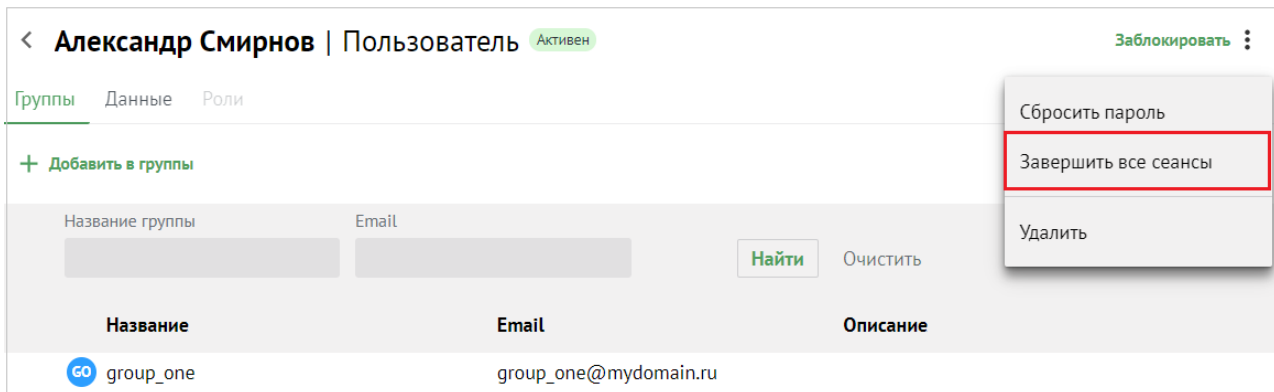 Александр Смирнов | Пользователь Активен
Заблокировать
Группы Данные Роли
Сбросить пароль
Завершить все сеансы
Удалить
+ Добавить в группы
Название группы Email
Найти Очистить
Название Email Описание
GO group_one group_one@mydomain.ru